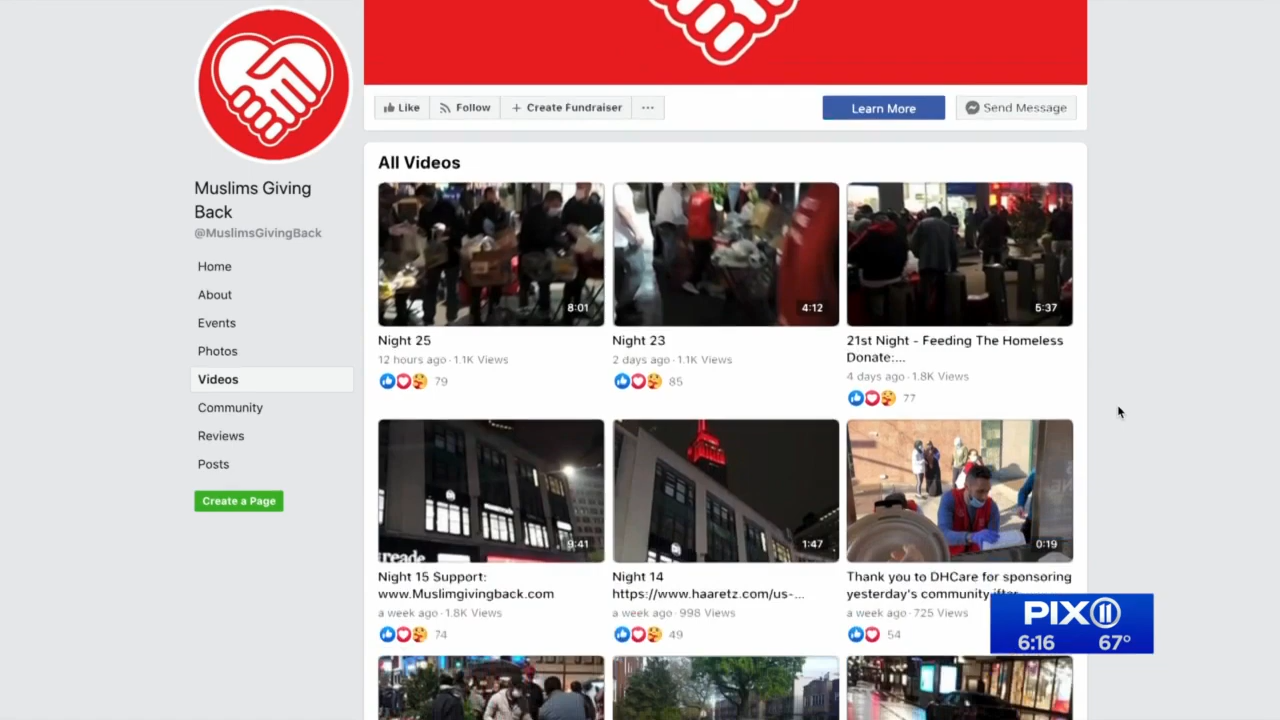 Like
Follow
+ Create Fundraiser
...
Learn More
Send Message
Muslims Giving
Back
@MuslimsGivingBack
Home
About
Events
Photos
Videos
Community
Reviews
Posts
Create a Page
All Videos
8:01
4:12
5:37
Night 25
12 hours ago · 1.1K Views
79
Night 23
2 days ago · 1.1K Views
85
21st Night - Feeding The Homeless
Donate:...
4 days ago · 1.8K Views
77
9:41
1:47
0:19
Night 15 Support:
www.Muslimgivingback.com
a week ago · 1.8K Views
74
Night 14
https://www.haaretz.com/us-...
a week ago · 998 Views
49
Thank you to DHCare for sponsoring
yesterday's community iftar
a week ago · 725 Views
54
PIX 11
6:16 67°